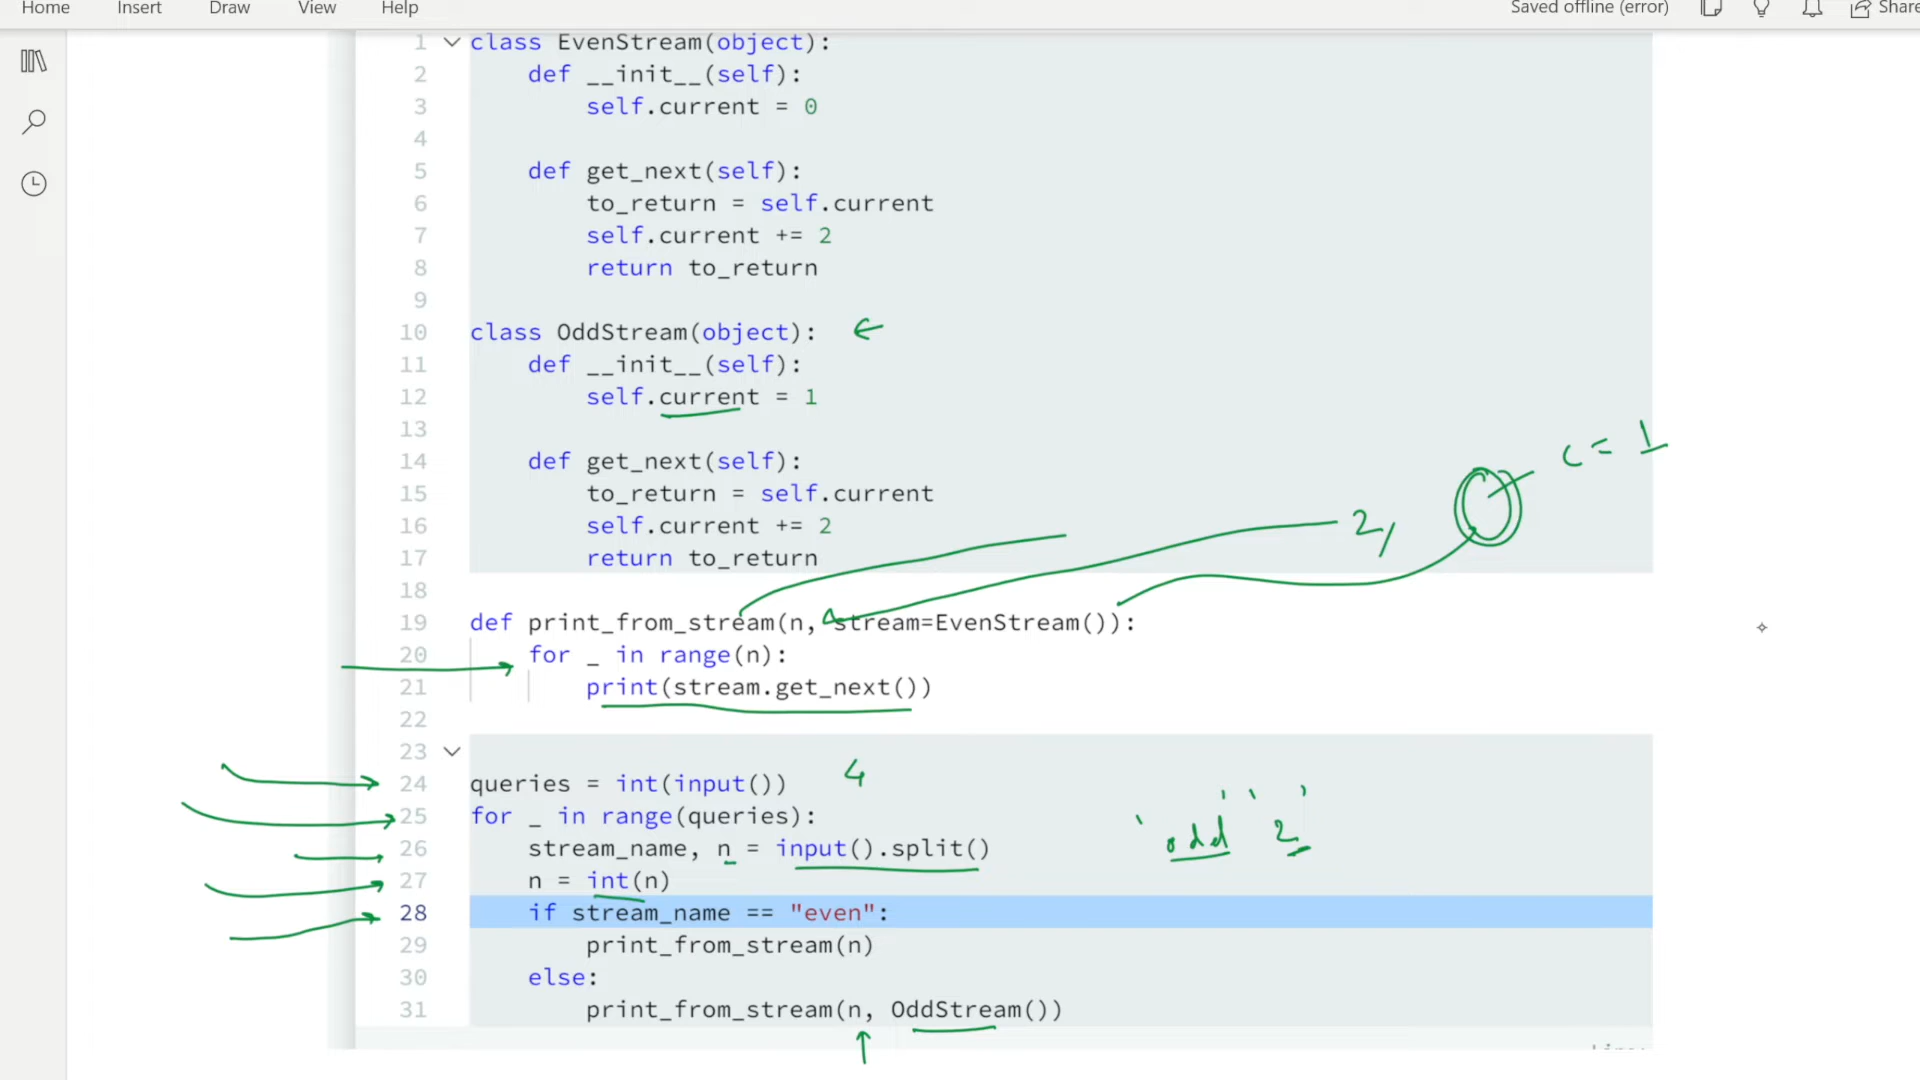 Home Insert Draw View Help Saved offline (error) Share
1 class EvenStream(object):
2 def __init__(self):
3 self.current = 0
4
5 def get_next(self):
6 to_return = self.current
7 self.current += 2
8 return to_return
9
10 class OddStream(object):
11 def __init__(self):
12 self.current = 1
13
c = 1
14 def get_next(self):
15 to_return = self.current
16 self.current += 2
2,
17 return to_return
18
19 def print_from_stream(n, stream=EvenStream()):
20 for _ in range(n):
21 print(stream.get_next())
22
23
24 queries = int(input()) 4
25 for _ in range(queries):
'odd' '2'
26 stream_name, n = input().split()
27 n = int(n)
28 if stream_name == "even":
29 print_from_stream(n)
30 else:
31 print_from_stream(n, OddStream())